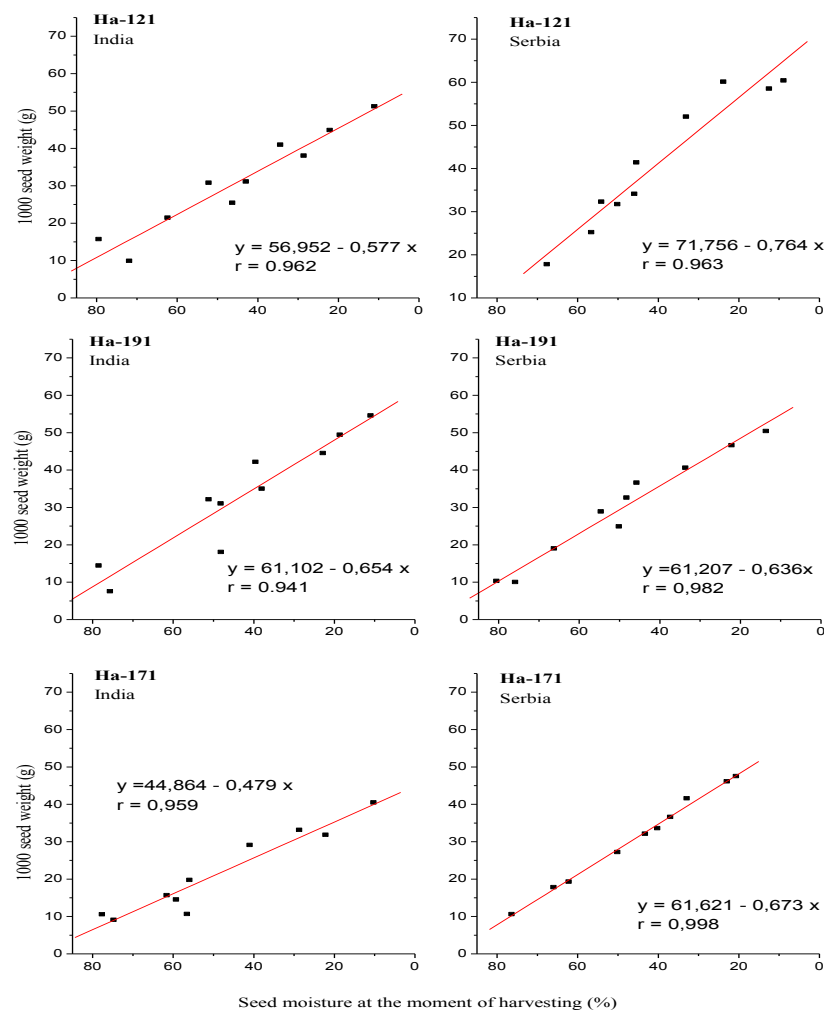 Ha-121
India
1000 seed weight (g)
70
60
50
40
30
20
10
0
y = 56,952 - 0,577 x
r = 0.962
80
60
40
20
0
Ha-121
Serbia
70
60
50
40
30
20
10
y = 71,756 - 0,764 x
r = 0.963
80
60
40
20
0
Ha-191
India
1000 seed weight (g)
70
60
50
40
30
20
10
0
y = 61,102 - 0,654 x
r = 0.941
80
60
40
20
0
Ha-191
Serbia
70
60
50
40
30
20
10
0
y =61,207 - 0,636x
r = 0,982
80
60
40
20
0
Ha-171
India
1000 seed weight (g)
70
60
50
40
30
20
10
0
y =44,864 - 0,479 x
r = 0,959
80
60
40
20
0
Ha-171
Serbia
70
60
50
40
30
20
10
0
y = 61,621 - 0,673 x
r = 0,998
80
60
40
20
0
Seed moisture at the moment of harvesting (%)